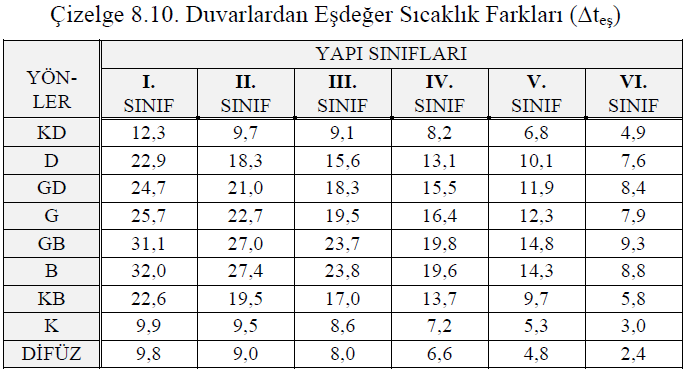 Çizelge 8.10. Duvarlardan Eşdeğer Sıcaklık Farkları (Δteş)
YÖN-
LER
YAPI SINIFLARI
I. II. III. IV. V. VI.
SINIF SINIF SINIF SINIF SINIF SINIF
KD 12,3 9,7 9,1 8,2 6,8 4,9
D 22,9 18,3 15,6 13,1 10,1 7,6
GD 24,7 21,0 18,3 15,5 11,9 8,4
G 25,7 22,7 19,5 16,4 12,3 7,9
GB 31,1 27,0 23,7 19,8 14,8 9,3
B 32,0 27,4 23,8 19,6 14,3 8,8
KB 22,6 19,5 17,0 13,7 9,7 5,8
K 9,9 9,5 8,6 7,2 5,3 3,0
DİFÜZ 9,8 9,0 8,0 6,6 4,8 2,4